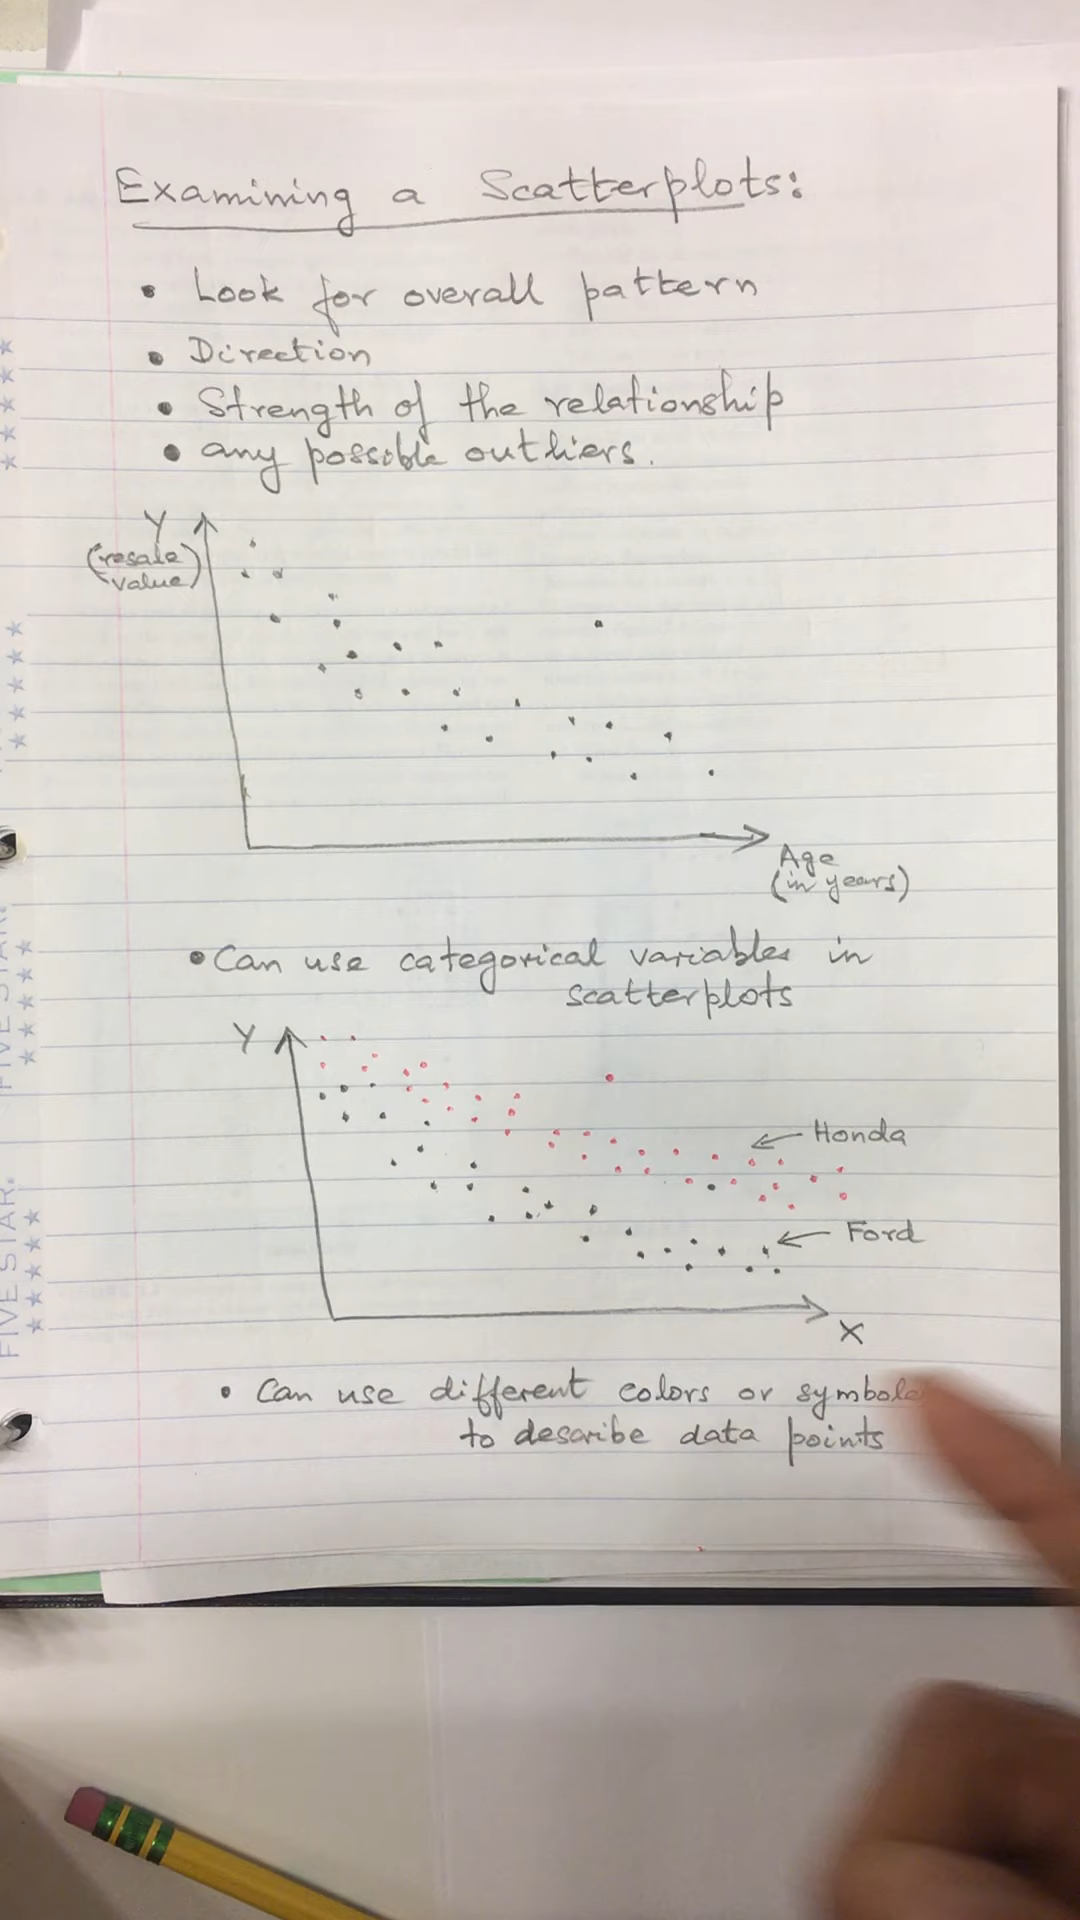 Examining a Scatterplots:
• Look for overall pattern
• Direction
• Strength of the relationship
• any possible outliers.
Y
(resale
value)
Age
(in years)
• Can use categorical variables in
scatterplots
Y
Honda
Ford
X
• Can use different colors or symbols
to describe data points
FIVE STAR.
FIVE STAR.